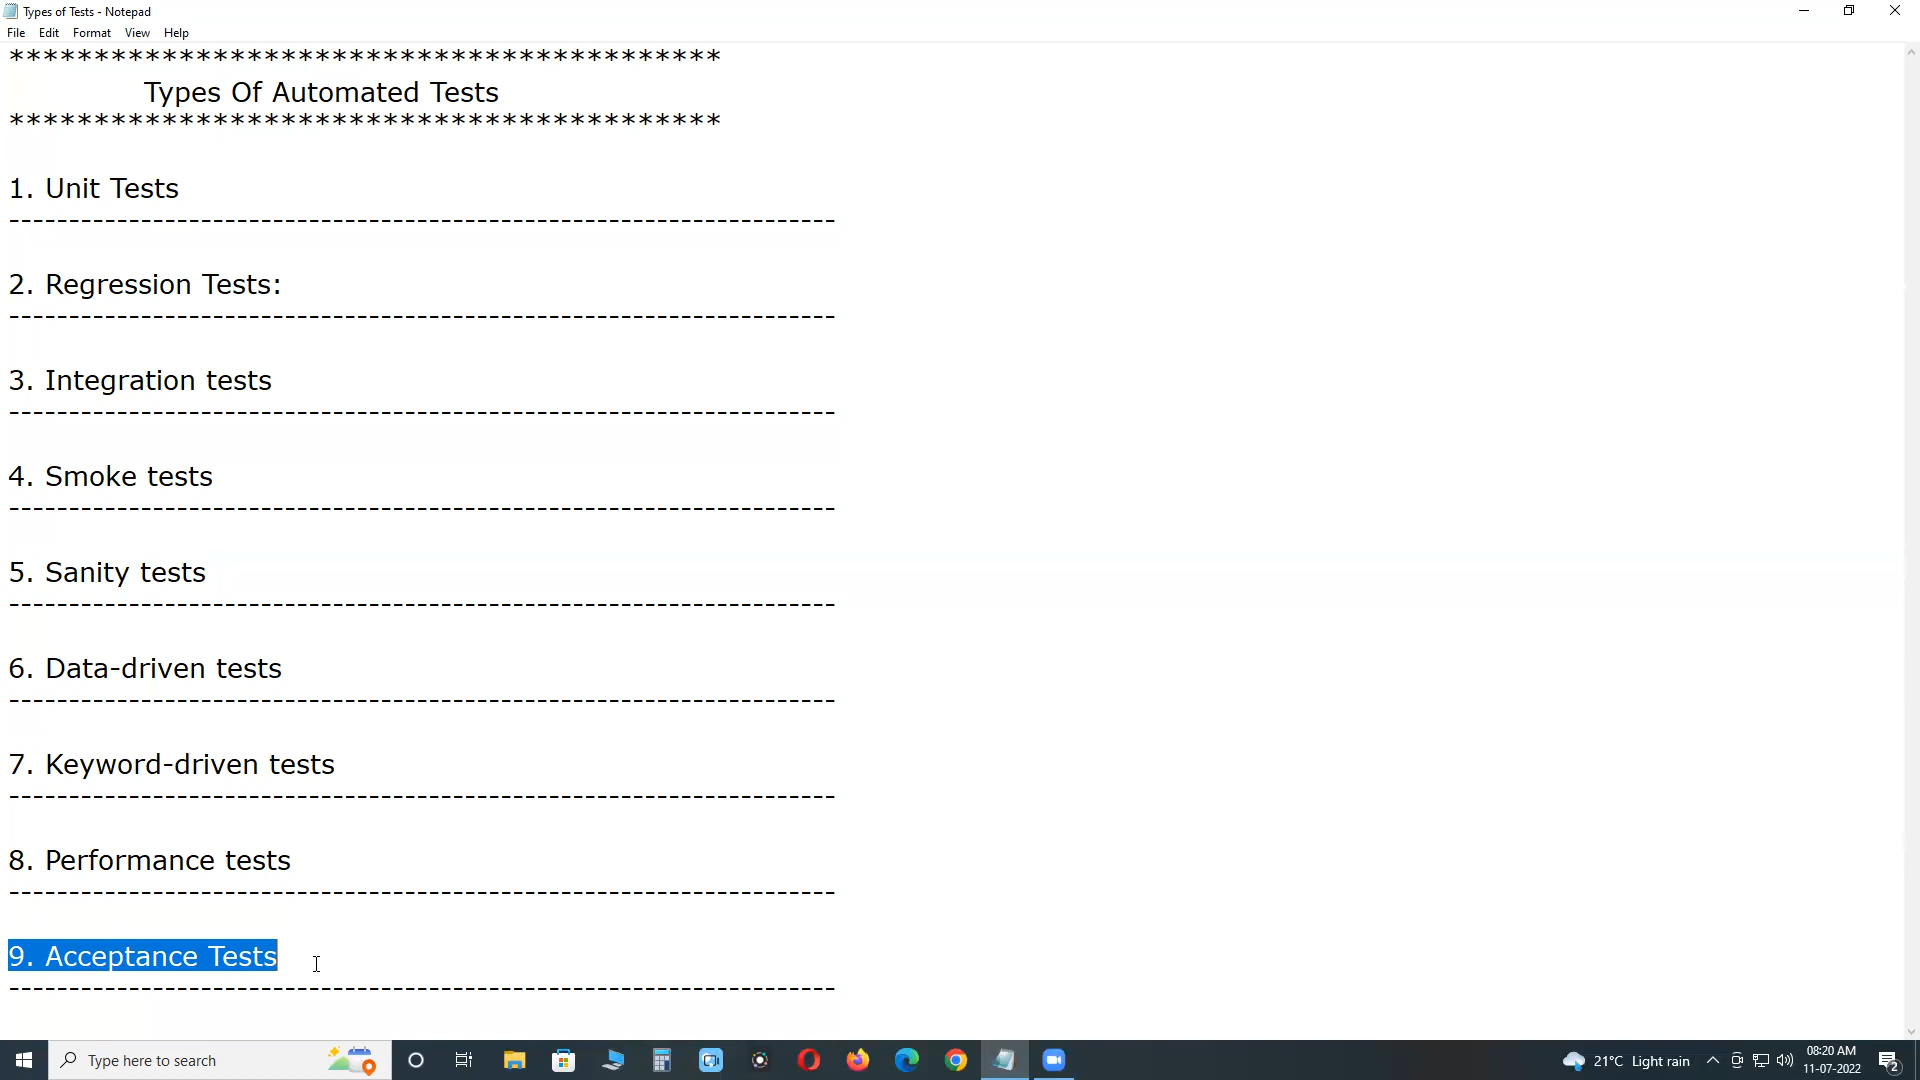 Types of Tests - Notepad
File Edit Format View Help
******************************************
Types Of Automated Tests
******************************************
1. Unit Tests
---------------------------------------------------------------------
2. Regression Tests:
---------------------------------------------------------------------
3. Integration tests
---------------------------------------------------------------------
4. Smoke tests
---------------------------------------------------------------------
5. Sanity tests
---------------------------------------------------------------------
6. Data-driven tests
---------------------------------------------------------------------
7. Keyword-driven tests
---------------------------------------------------------------------
8. Performance tests
---------------------------------------------------------------------
9. Acceptance Tests
---------------------------------------------------------------------
Type here to search
21°C Light rain
08:20 AM
11-07-2022
2